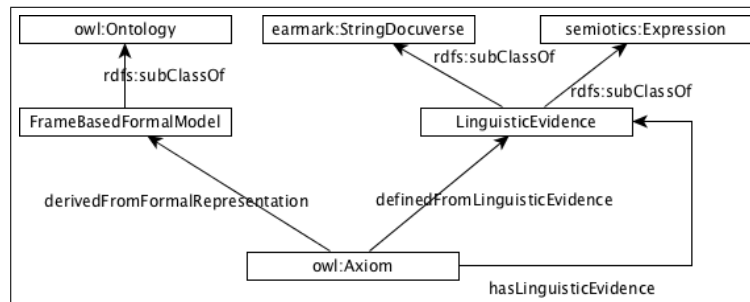 owl:Ontology
earmark:StringDocuverse
semiotics:Expression
rdfs:subClassOf
rdfs:subClassOf
rdfs:subClassOf
FrameBasedFormalModel
LinguisticEvidence
derivedFromFormalRepresentation
definedFromLinguisticEvidence
owl:Axiom
hasLinguisticEvidence